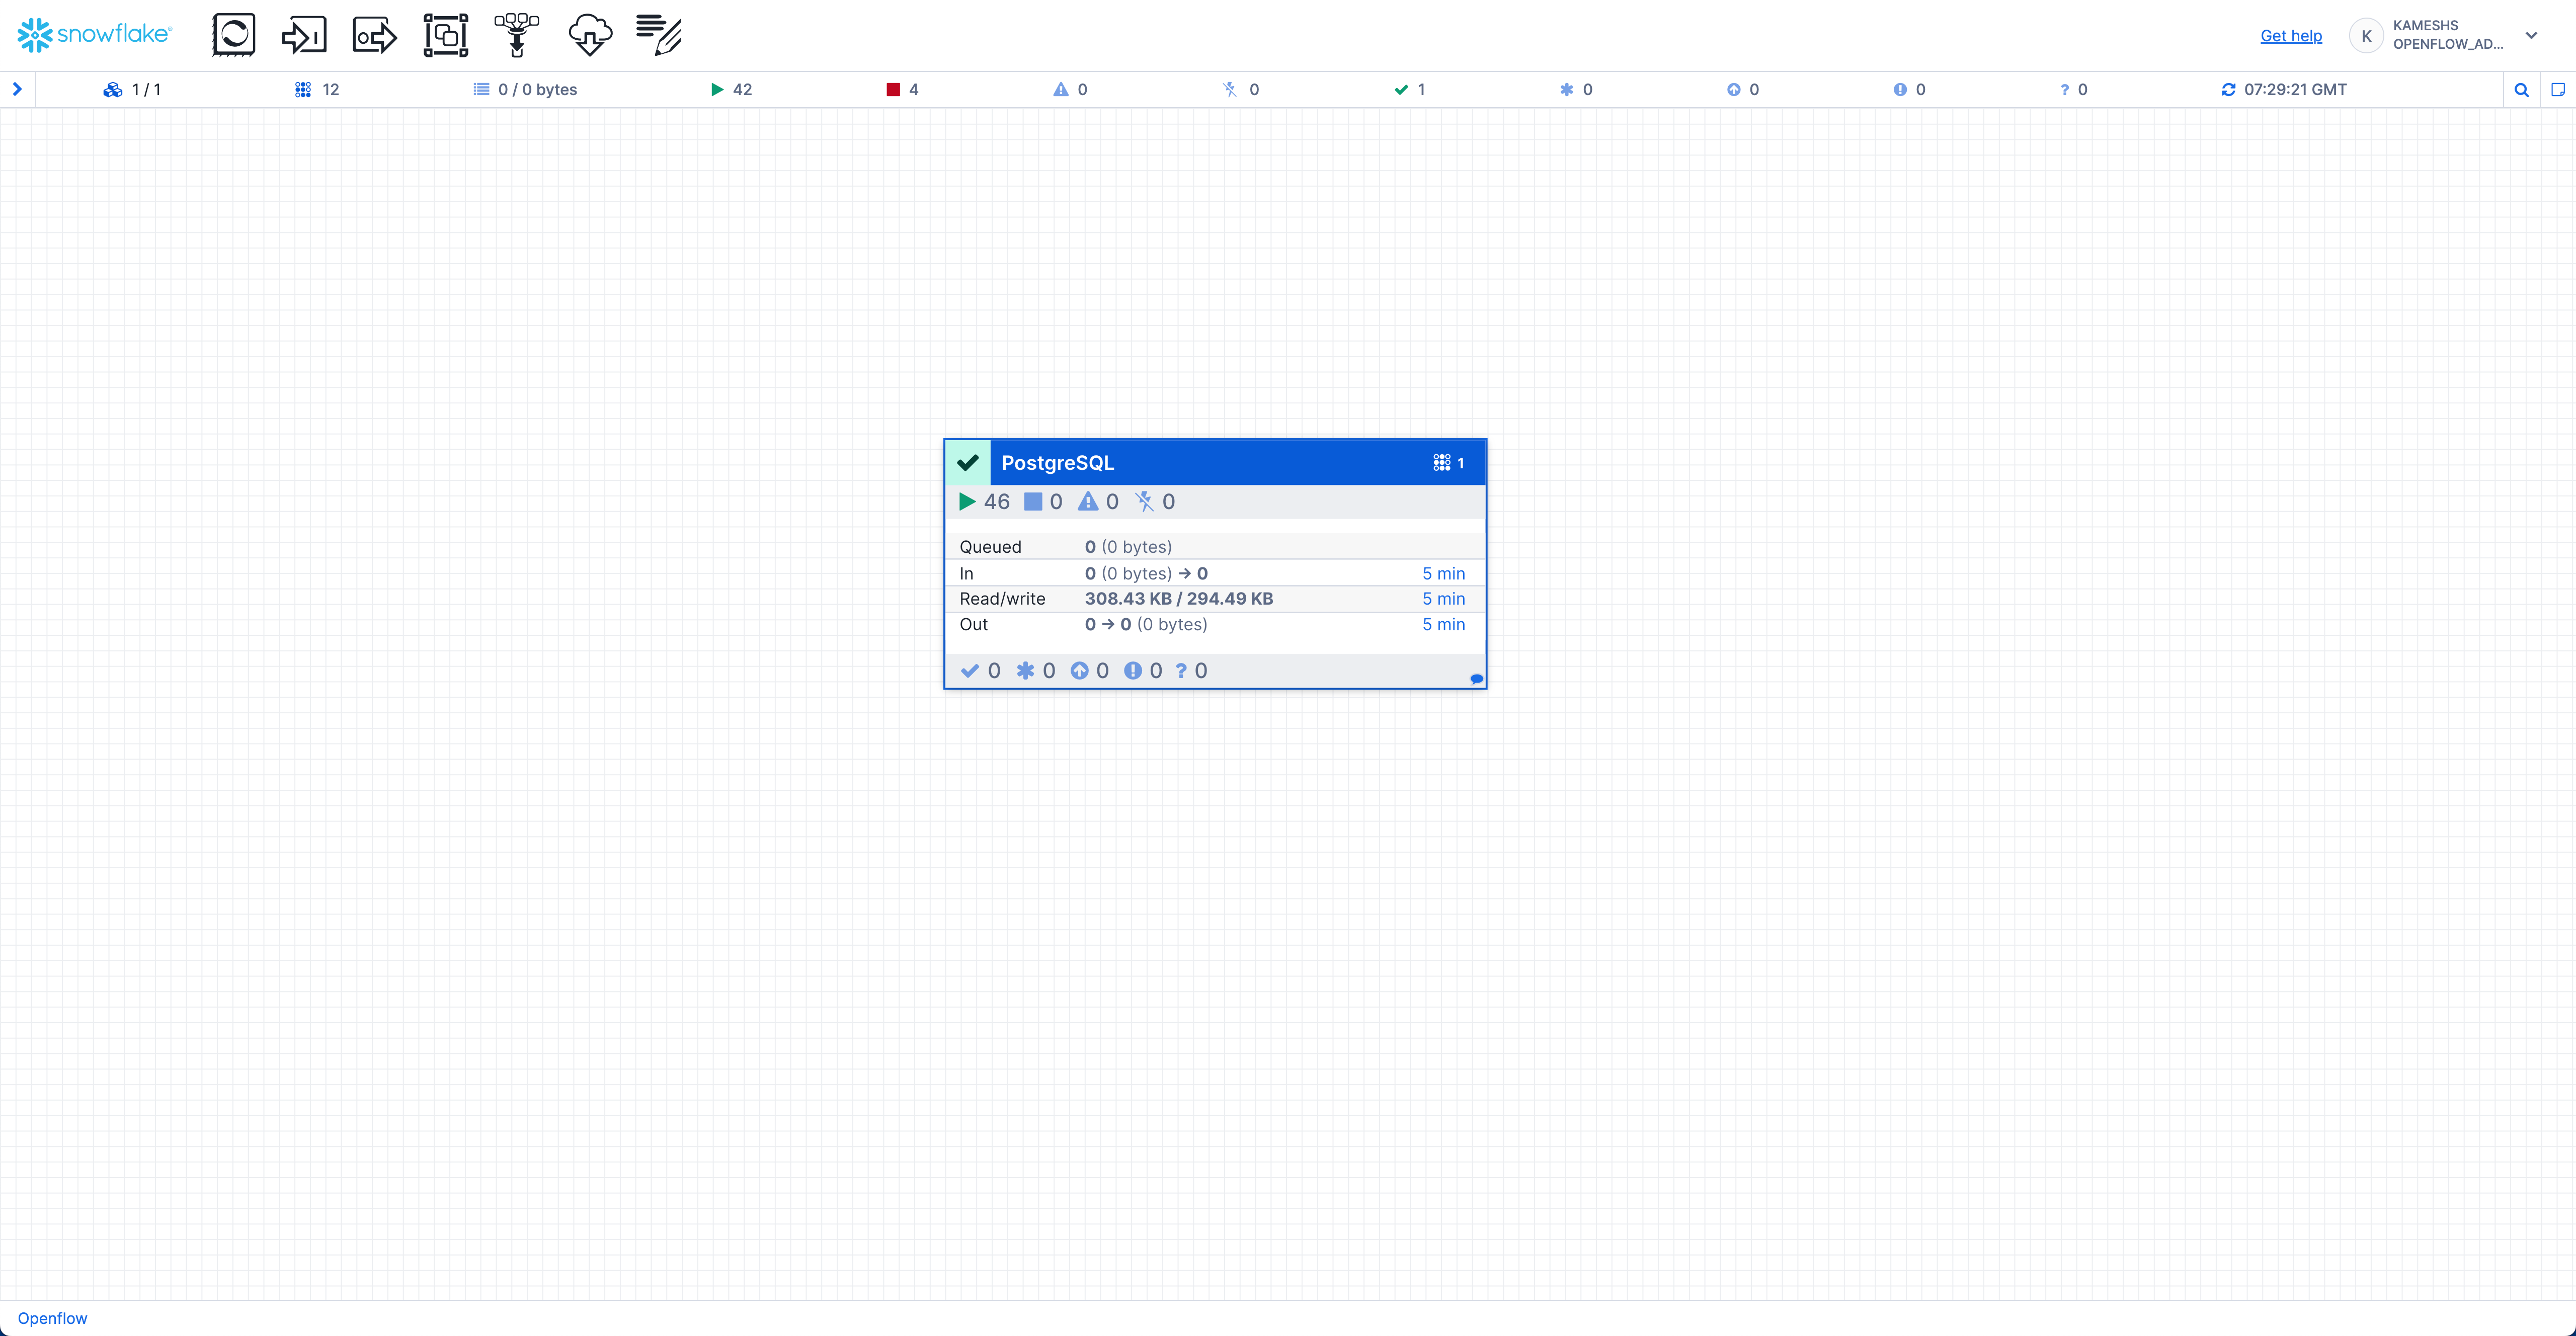 snowflake®
Get help
K
KAMESHS
OPENFLOW_AD...
1 / 1
12
0 / 0 bytes
42
4
0
0
1
0
0
0
? 0
07:29:21 GMT
PostgreSQL
1
46 0 0 0
Queued 0 (0 bytes)
In 0 (0 bytes) → 0 5 min
Read/write 308.43 KB / 294.49 KB 5 min
Out 0 → 0 (0 bytes) 5 min
0 0 0 0 ? 0
Openflow